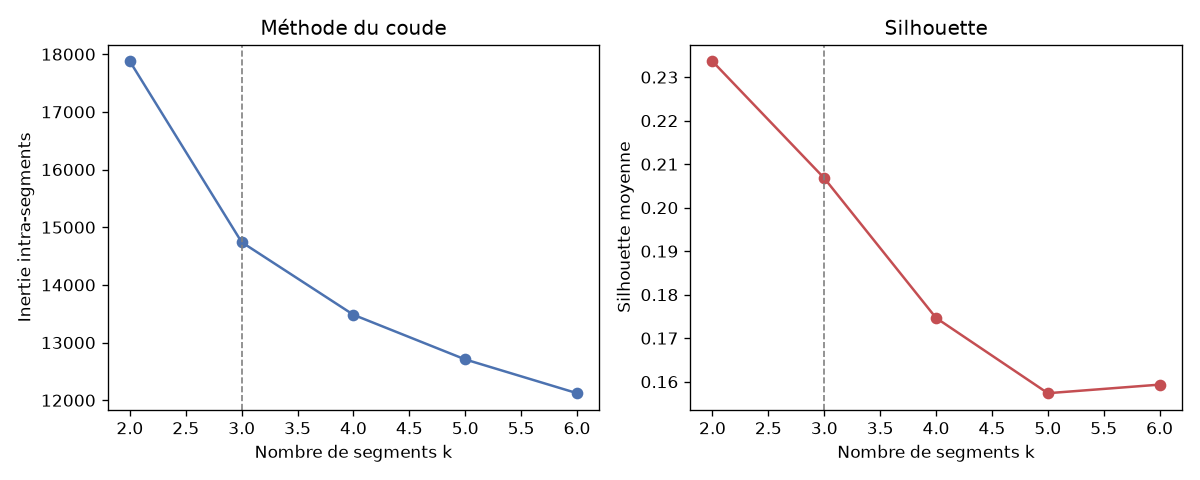 Méthode du coude
18000
17000
16000
15000
14000
13000
12000
Inertie intra-segments
2.0 2.5 3.0 3.5 4.0 4.5 5.0 5.5 6.0
Nombre de segments k
Silhouette
0.23
0.22
0.21
0.20
0.19
0.18
0.17
0.16
Silhouette moyenne
2.0 2.5 3.0 3.5 4.0 4.5 5.0 5.5 6.0
Nombre de segments k